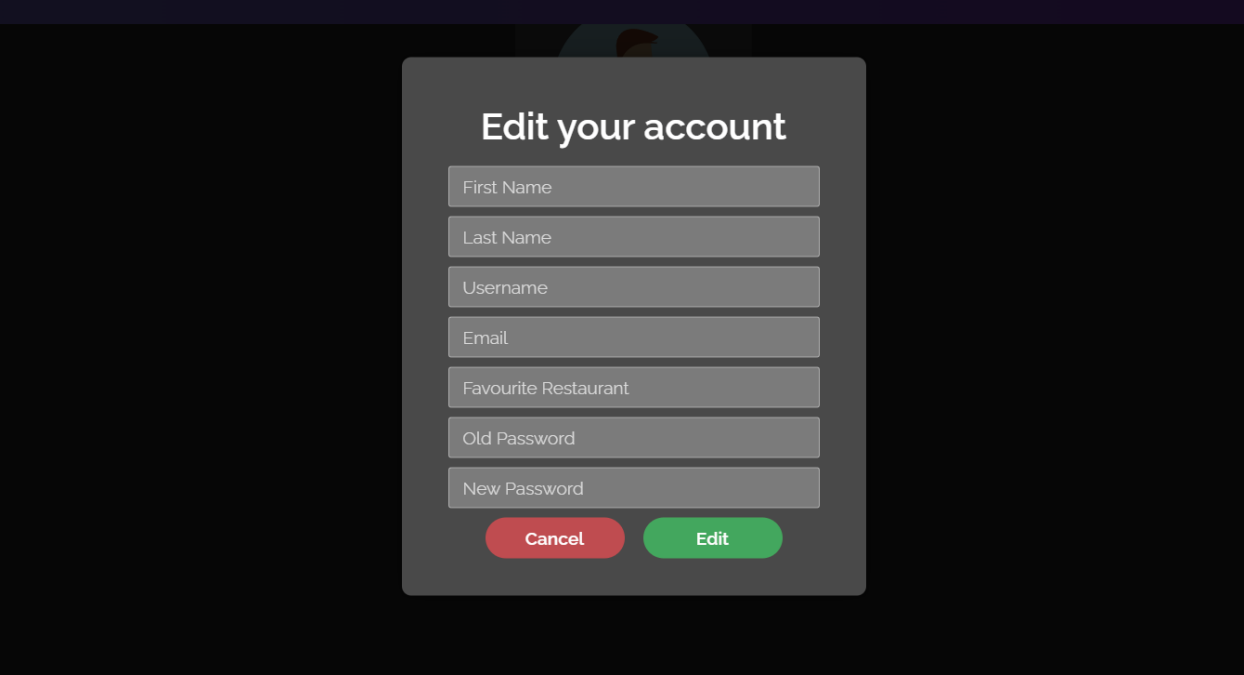 Edit your account
First Name
Last Name
Username
Email
Favourite Restaurant
Old Password
New Password
Cancel Edit